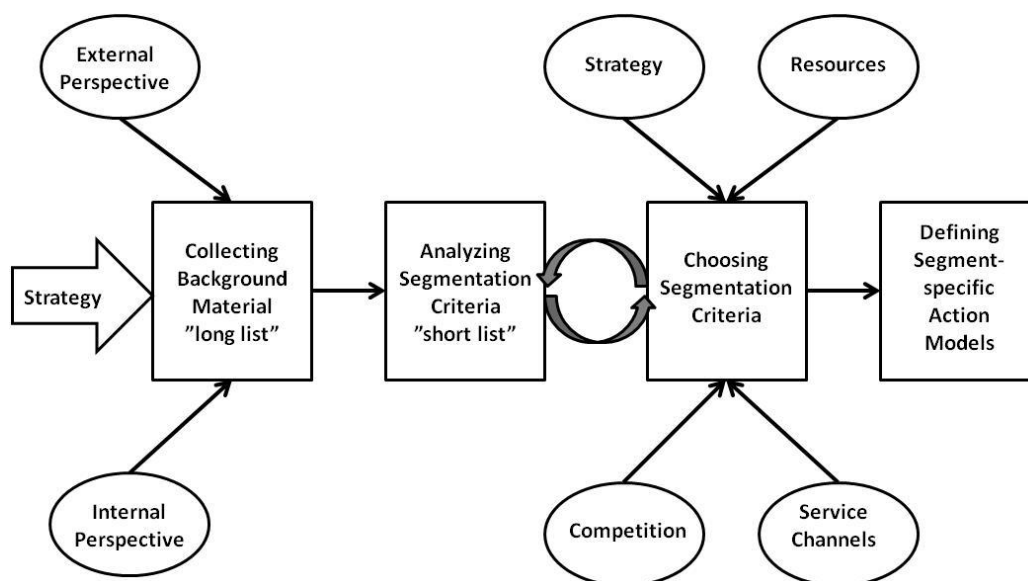 External
Perspective
Strategy
Resources
Strategy
Collecting
Background
Material
”long list”
Analyzing
Segmentation
Criteria
”short list”
Choosing
Segmentation
Criteria
Defining
Segment-
specific
Action
Models
Internal
Perspective
Competition
Service
Channels